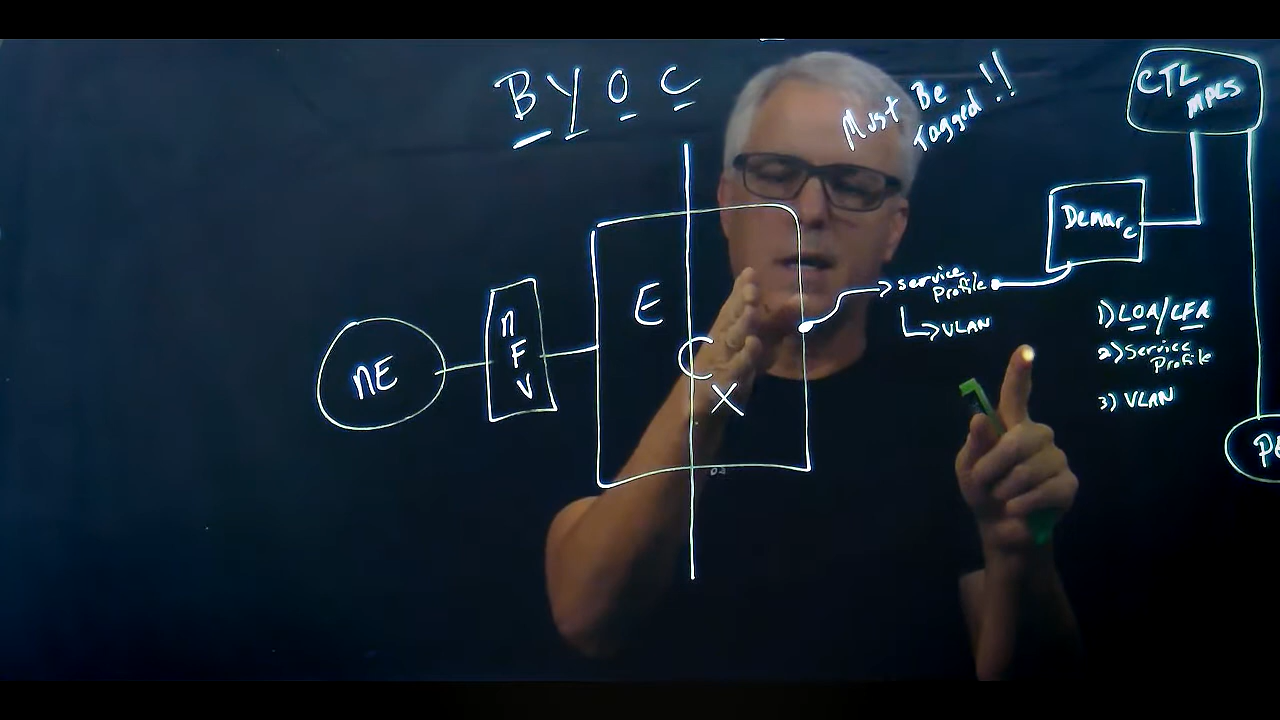 BYOC
Must Be
Tagged!!
CTL
MPLS
Demarc
service
Profile
VLAN
NE
NFV
ECX
1) LOA/CFA
2) Service
Profile
3) VLAN